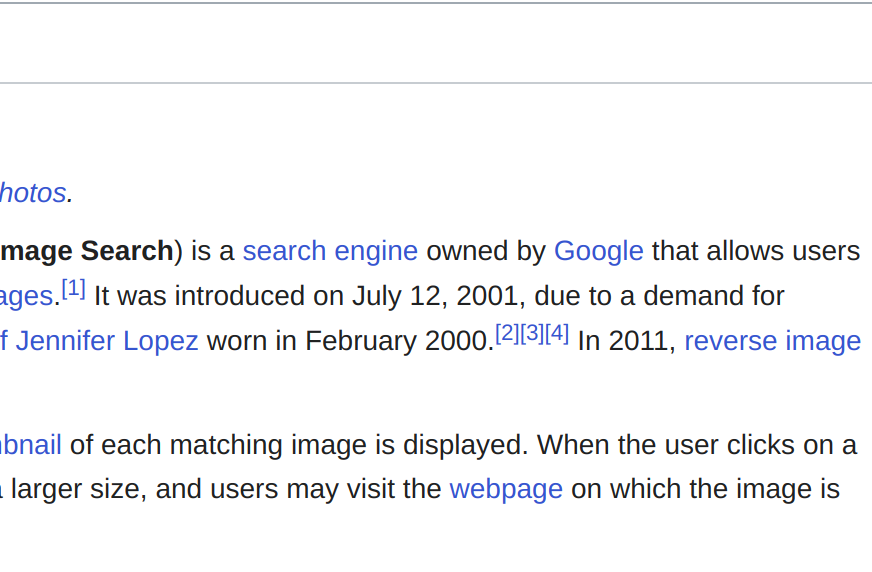 hotos.
mage Search) is a search engine owned by Google that allows users
ages.[1] It was introduced on July 12, 2001, due to a demand for
f Jennifer Lopez worn in February 2000.[2][3][4] In 2011, reverse image
bnail of each matching image is displayed. When the user clicks on a
larger size, and users may visit the webpage on which the image is